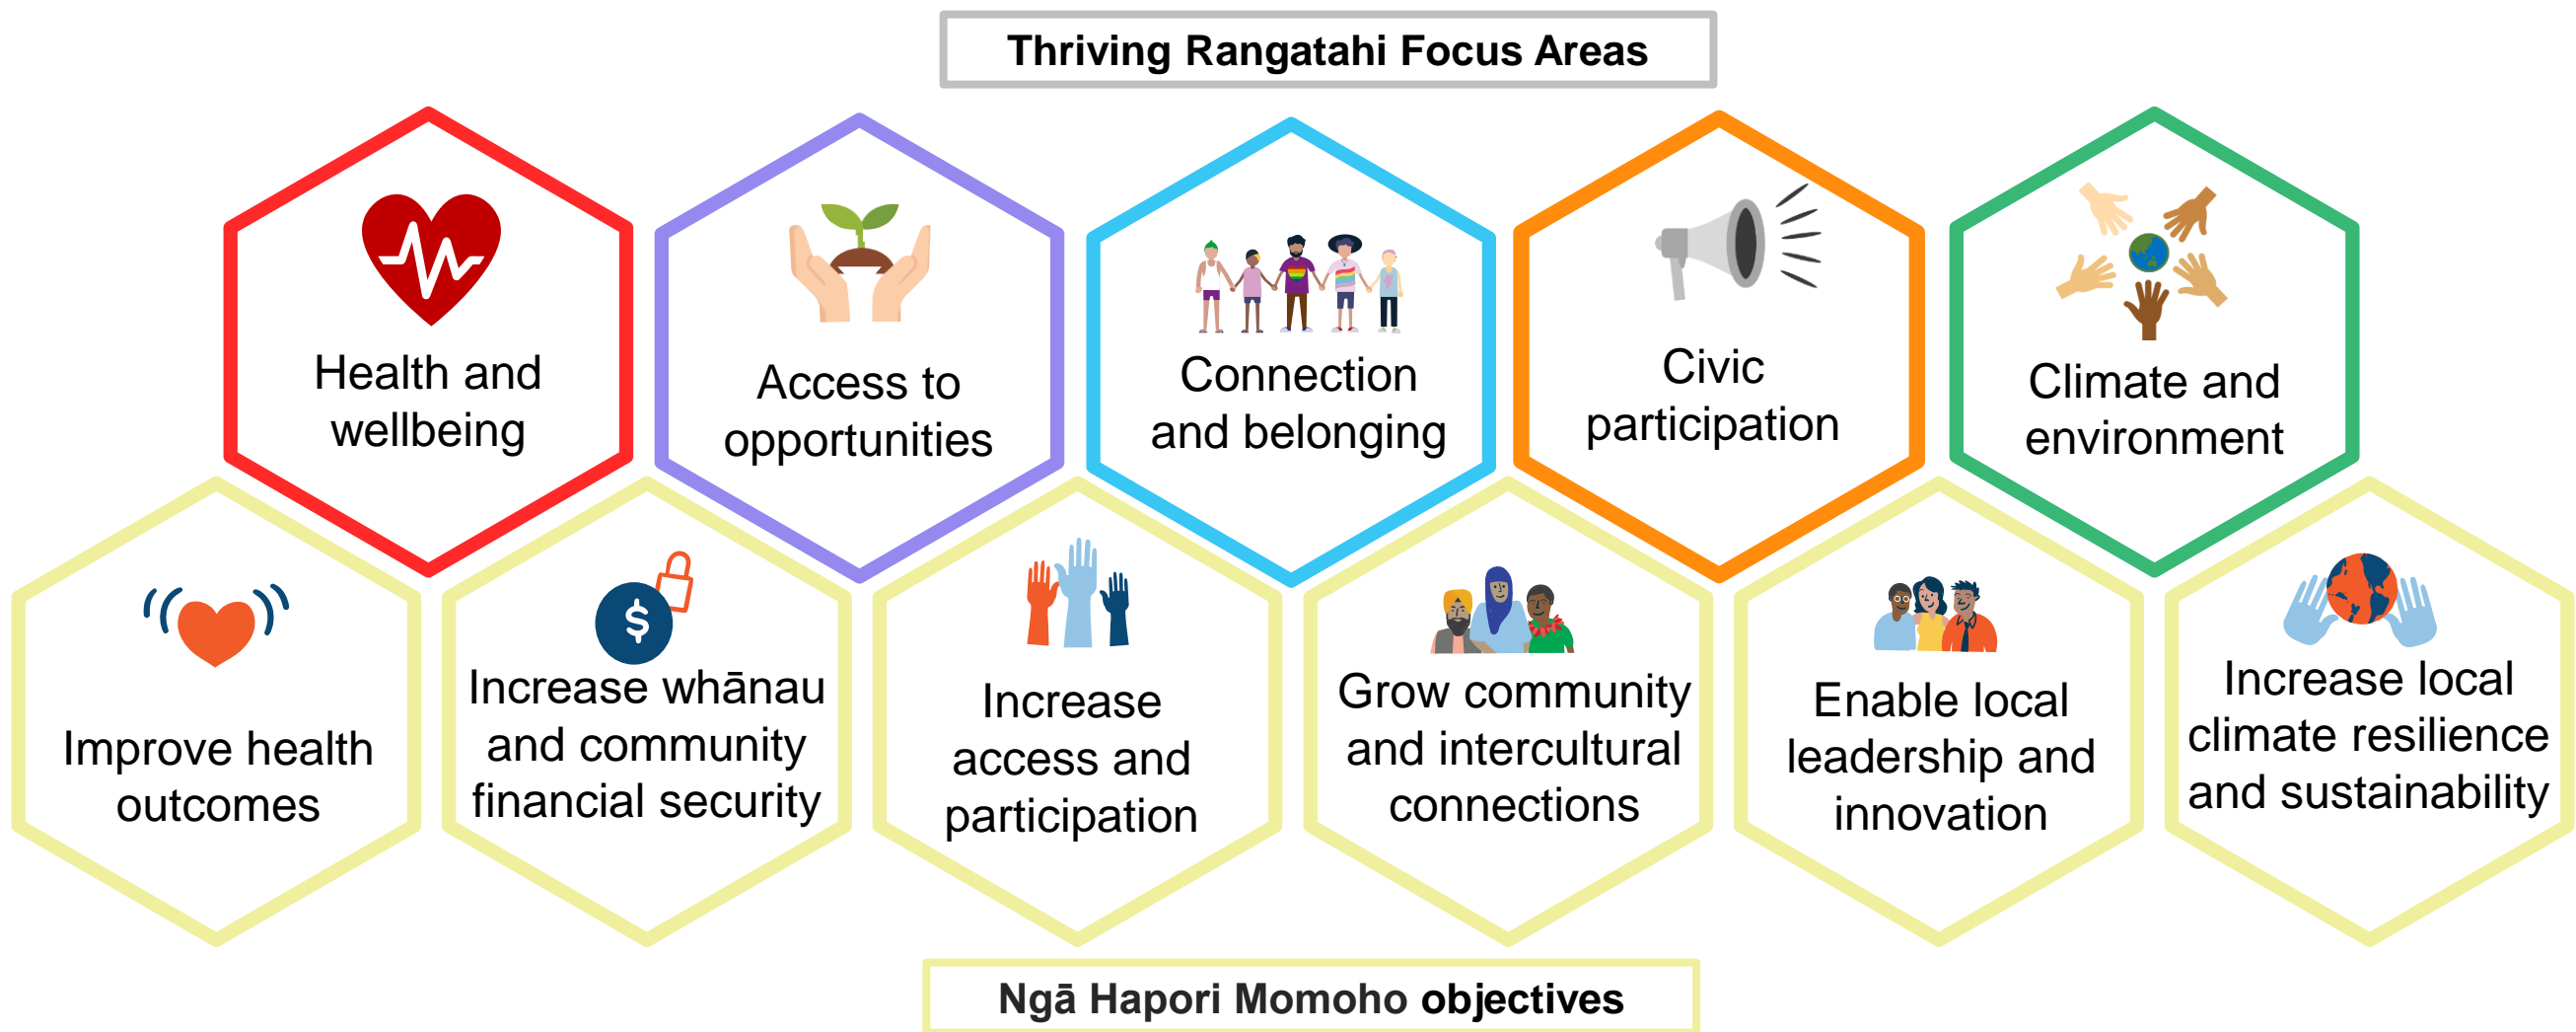 Thriving Rangatahi Focus Areas
Health and
wellbeing
Access to
opportunities
Connection
and belonging
Civic
participation
Climate and
environment
Improve health
outcomes
$
Increase whānau
and community
financial security
Increase
access and
participation
Grow community
and intercultural
connections
Enable local
leadership and
innovation
Increase local
climate resilience
and sustainability
Ngā Hapori Momoho objectives